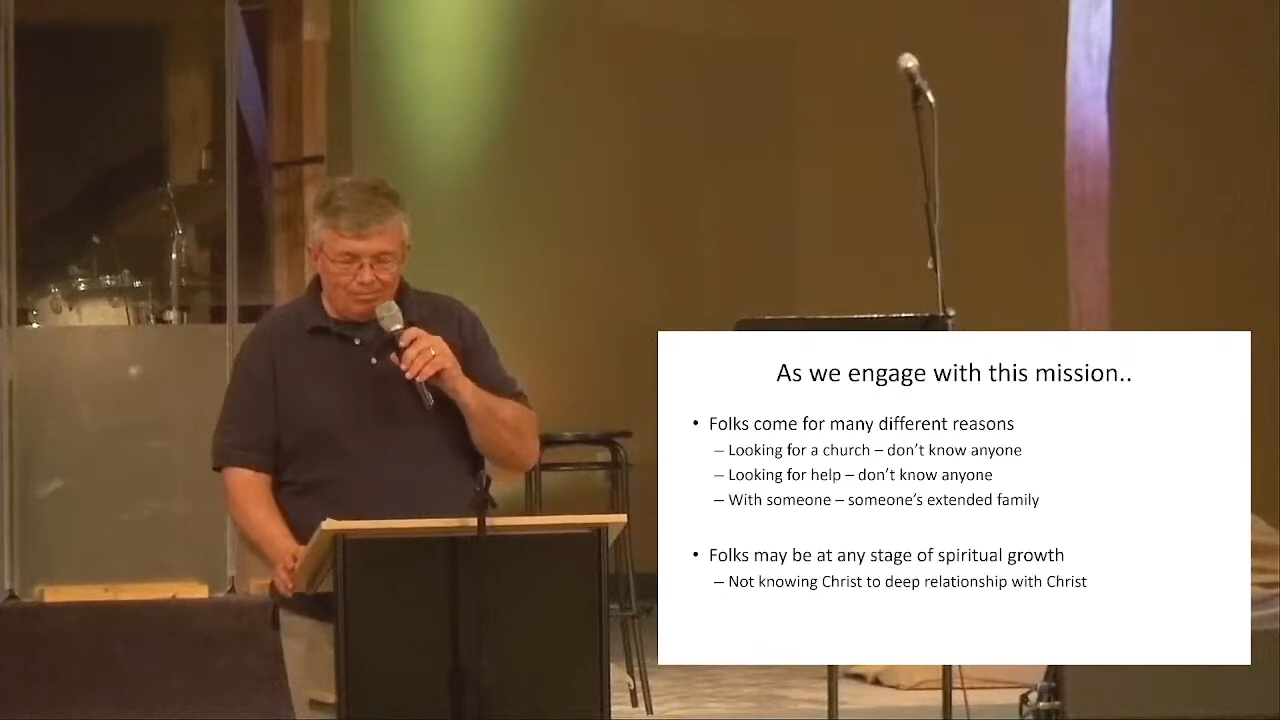 As we engage with this mission..
• Folks come for many different reasons
– Looking for a church – don't know anyone
– Looking for help – don't know anyone
– With someone – someone's extended family
• Folks may be at any stage of spiritual growth
– Not knowing Christ to deep relationship with Christ